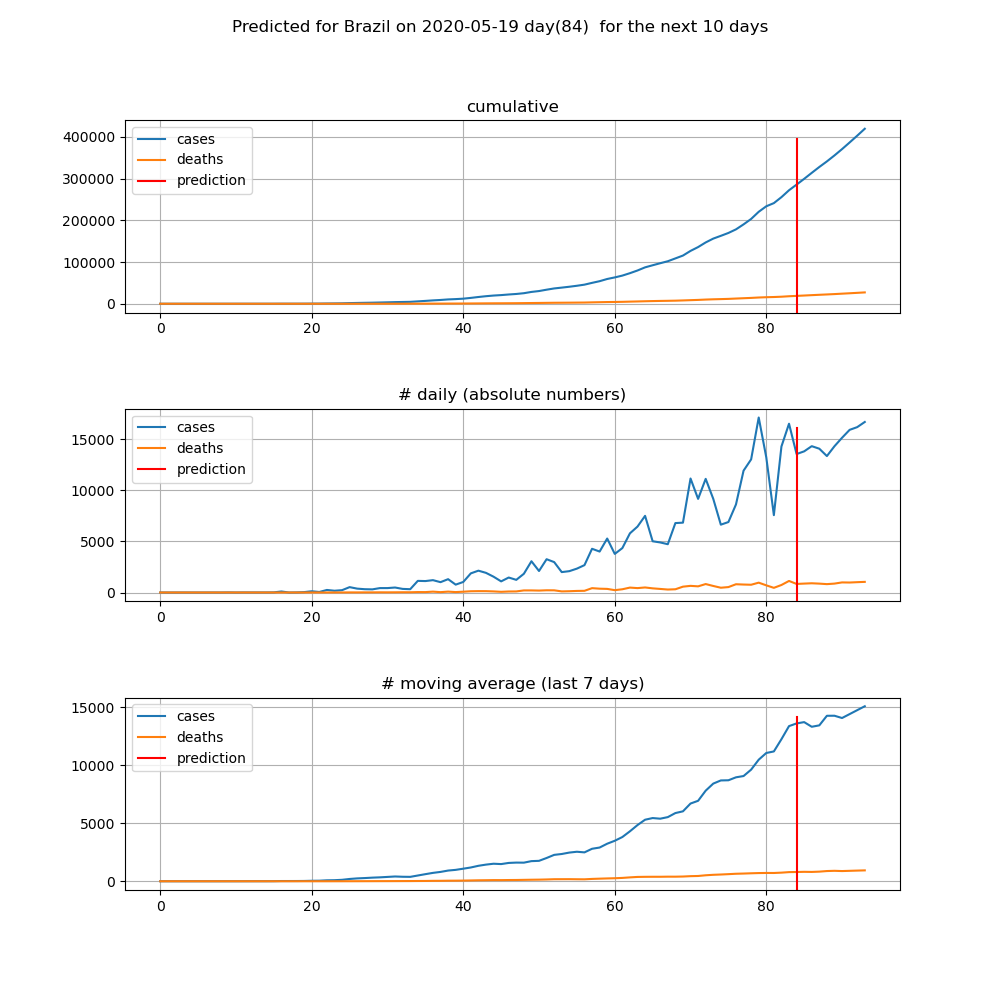 Predicted for Brazil on 2020-05-19 day(84)  for the next 10 days
cumulative
400000
300000
200000
100000
0
cases
deaths
prediction
0 20 40 60 80
# daily (absolute numbers)
15000
10000
5000
0
cases
deaths
prediction
0 20 40 60 80
# moving average (last 7 days)
15000
10000
5000
0
cases
deaths
prediction
0 20 40 60 80